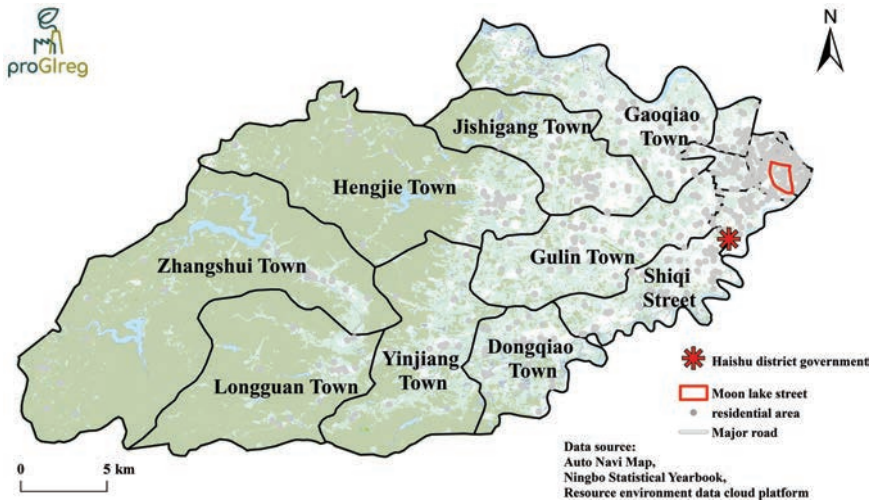 proGIreg
N
Jishigang Town
Gaoqiao
Town
Hengjie Town
Zhangshui Town
Gulin Town
Shiqi
Street
Longguan Town
Yinjiang
Town
Dongqiao
Town
Haishu district government
Moon lake street
residential area
Major road
Data source:
Auto Navi Map,
Ningbo Statistical Yearbook,
Resource environment data cloud platform
0 5 km